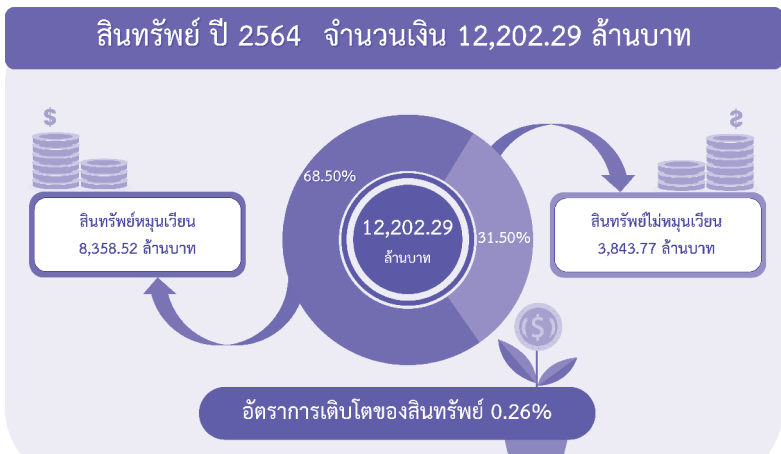 สินทรัพย์ ปี 2564 จำนวนเงิน 12,202.29 ล้านบาท
$
$
68.50%
สินทรัพย์หมุนเวียน
8,358.52 ล้านบาท
12,202.29
ล้านบาท
31.50%
สินทรัพย์ไม่หมุนเวียน
3,843.77 ล้านบาท
$
อัตราการเติบโตของสินทรัพย์ 0.26%